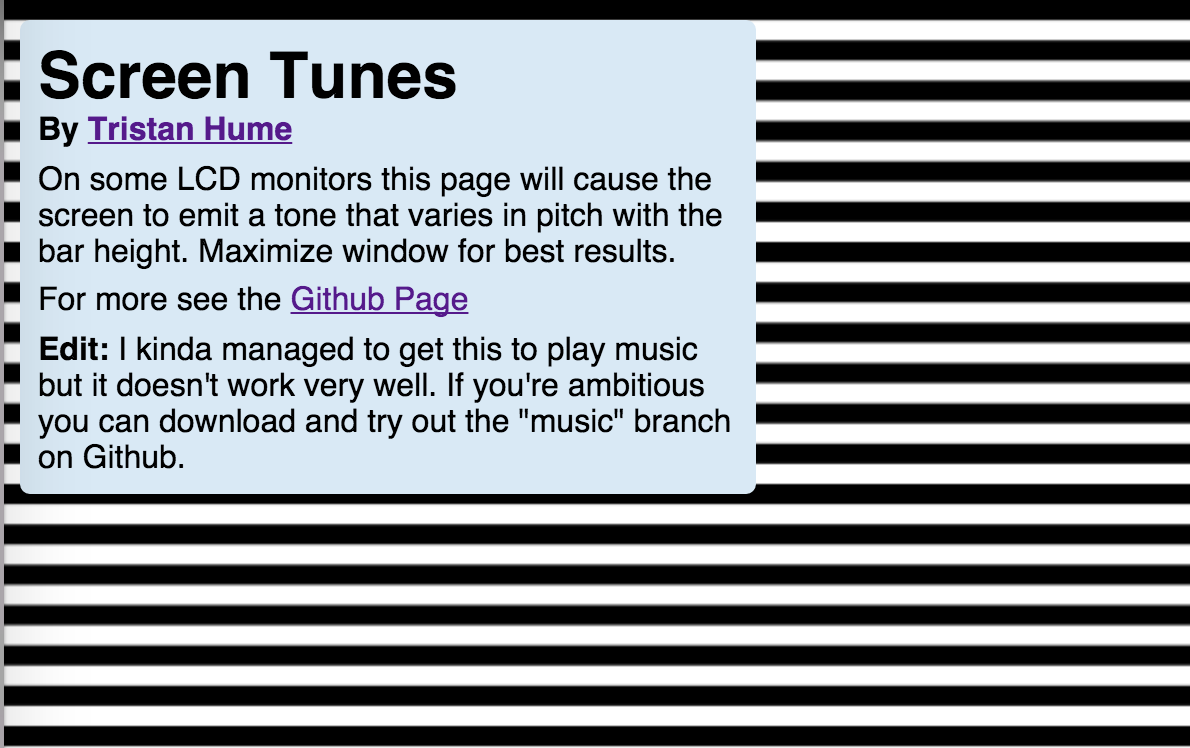 Screen Tunes
By Tristan Hume
On some LCD monitors this page will cause the
screen to emit a tone that varies in pitch with the
bar height. Maximize window for best results.
For more see the Github Page
Edit: I kinda managed to get this to play music
but it doesn't work very well. If you're ambitious
you can download and try out the "music" branch
on Github.